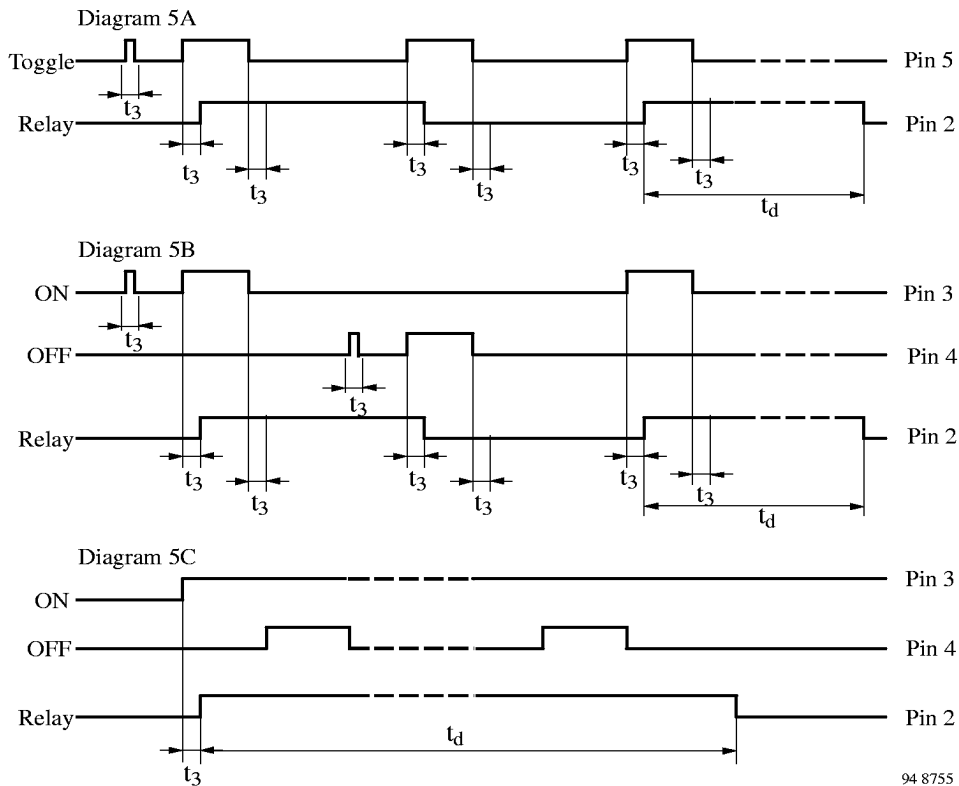 Diagram 5A
Toggle Pin 5
t3
Relay Pin 2
t3 t3 t3 t3 t3 t3
td
Diagram 5B
ON Pin 3
t3
OFF Pin 4
t3
Relay Pin 2
t3 t3 t3 t3 t3 t3
td
Diagram 5C
ON Pin 3
OFF Pin 4
Relay Pin 2
t3 td
94 8755